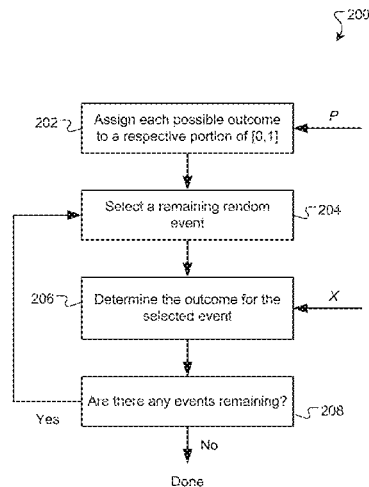 200
202
Assign each possible outcome
to a respective portion of [0,1]
P
Select a remaining random
event
204
206
Determine the outcome for the
selected event
X
Are there any events remaining?
208
Yes
No
Done